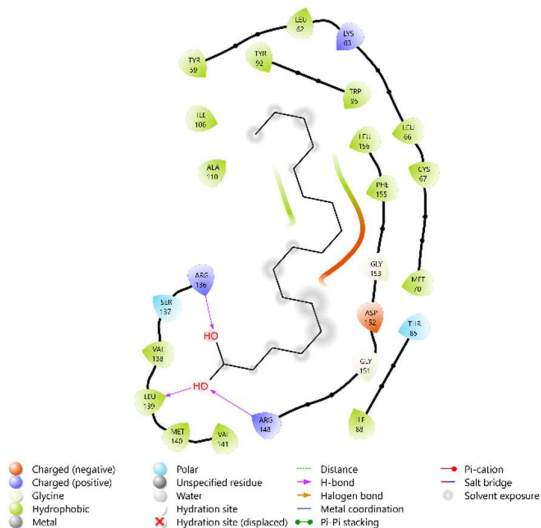 LEU
62
LYS
63
TYR
59
TYR
92
TRP
95
ILE
106
LEU
66
LEU
156
ALA
110
CYS
67
PHE
155
GLY
153
ARG
136
MET
70
SER
137
ASP
152
THR
85
HO
VAL
138
GLY
151
HO
LEU
139
ARG
148
ILE
88
MET
140
VAL
141
Charged (negative)
Charged (positive)
Glycine
Hydrophobic
Metal
Polar
Unspecified residue
Water
Hydration site
Hydration site (displaced)
Distance
H-bond
Halogen bond
Metal coordination
Pi-Pi stacking
Pi-cation
Salt bridge
Solvent exposure